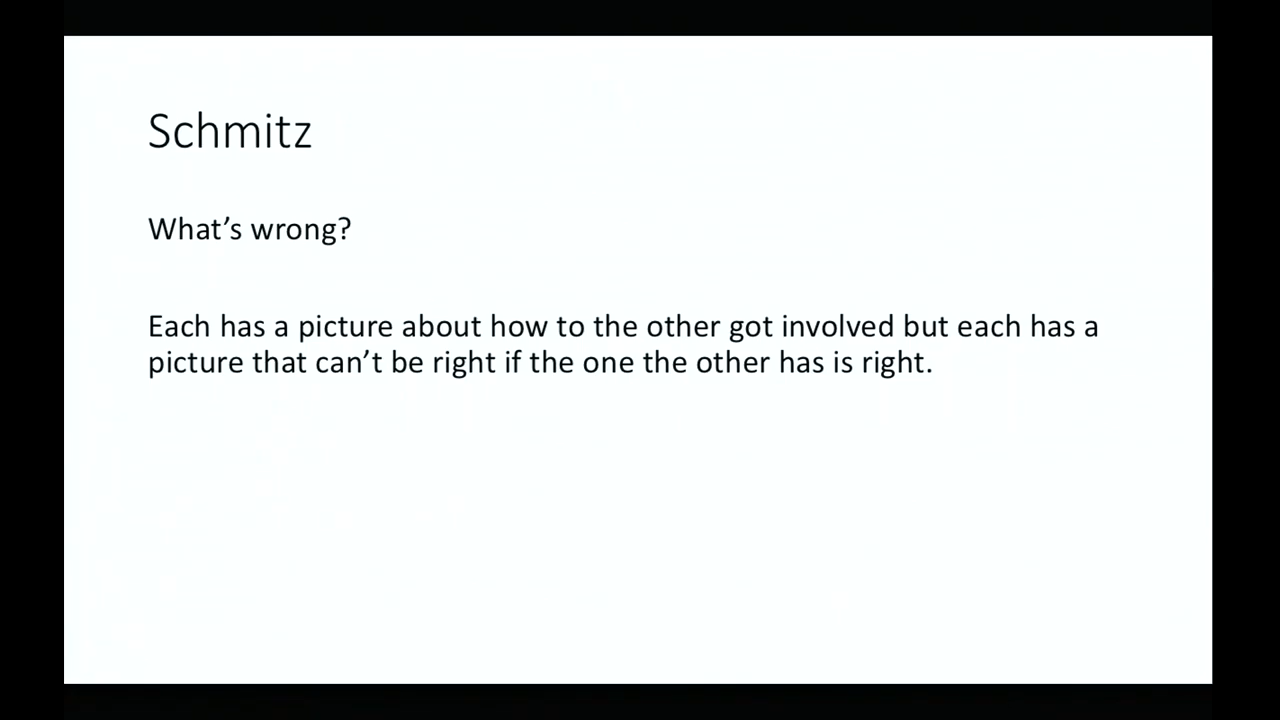 Schmitz
What’s wrong?
Each has a picture about how to the other got involved but each has a
picture that can’t be right if the one the other has is right.